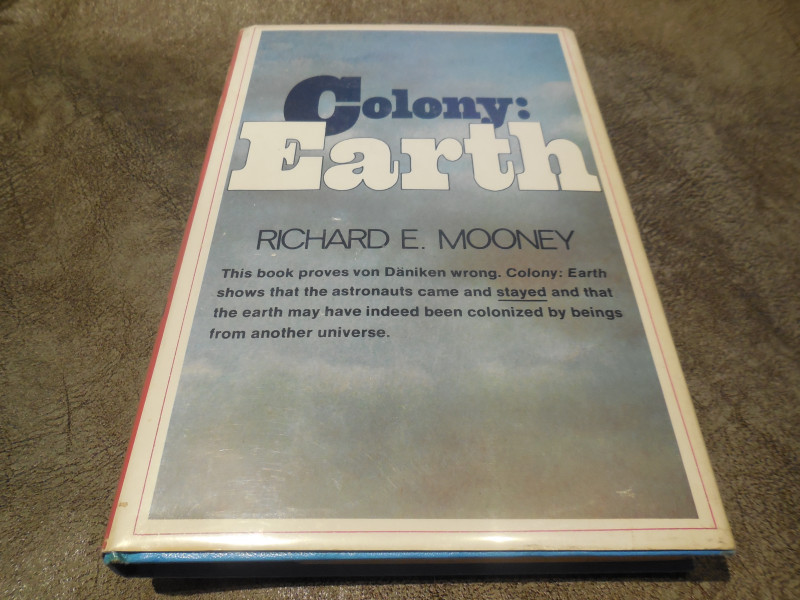 Colony:
Earth
RICHARD E. MOONEY
This book proves von Däniken wrong. Colony: Earth
shows that the astronauts came and stayed and that
the earth may have indeed been colonized by beings
from another universe.